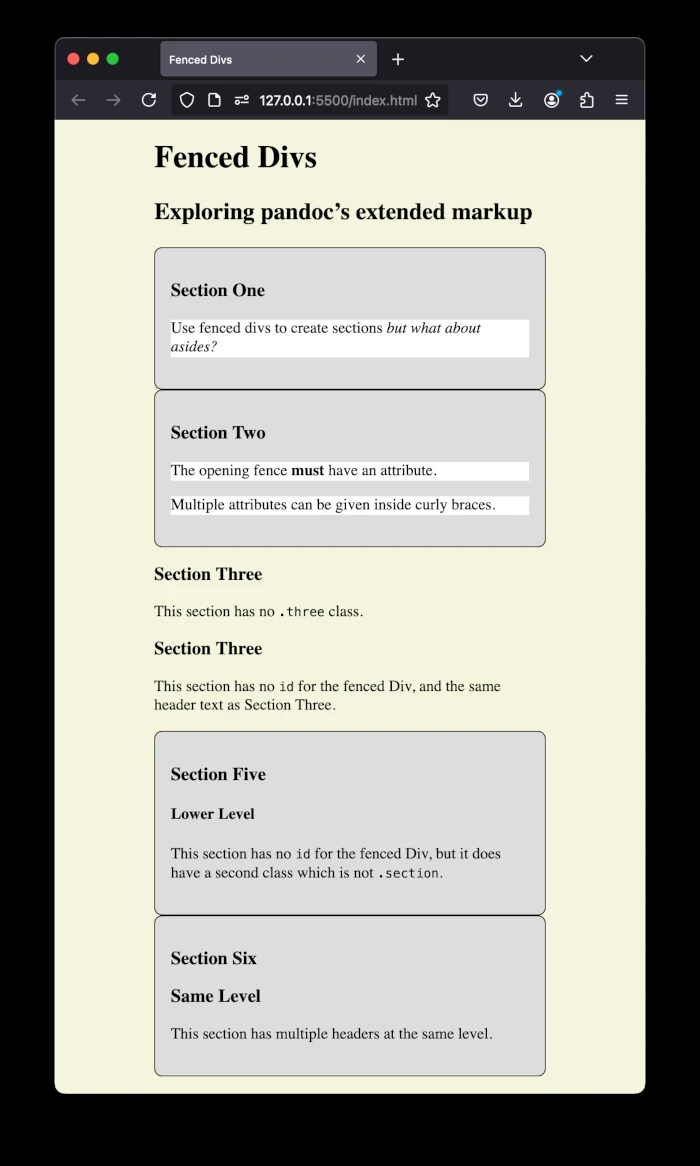 Fenced Divs
127.0.0.1:5500/index.html
Fenced Divs
Exploring pandoc’s extended markup
Section One
Use fenced divs to create sections but what about
asides?
Section Two
The opening fence must have an attribute.
Multiple attributes can be given inside curly braces.
Section Three
This section has no .three class.
Section Three
This section has no id for the fenced Div, and the same
header text as Section Three.
Section Five
Lower Level
This section has no id for the fenced Div, but it does
have a second class which is not .section.
Section Six
Same Level
This section has multiple headers at the same level.